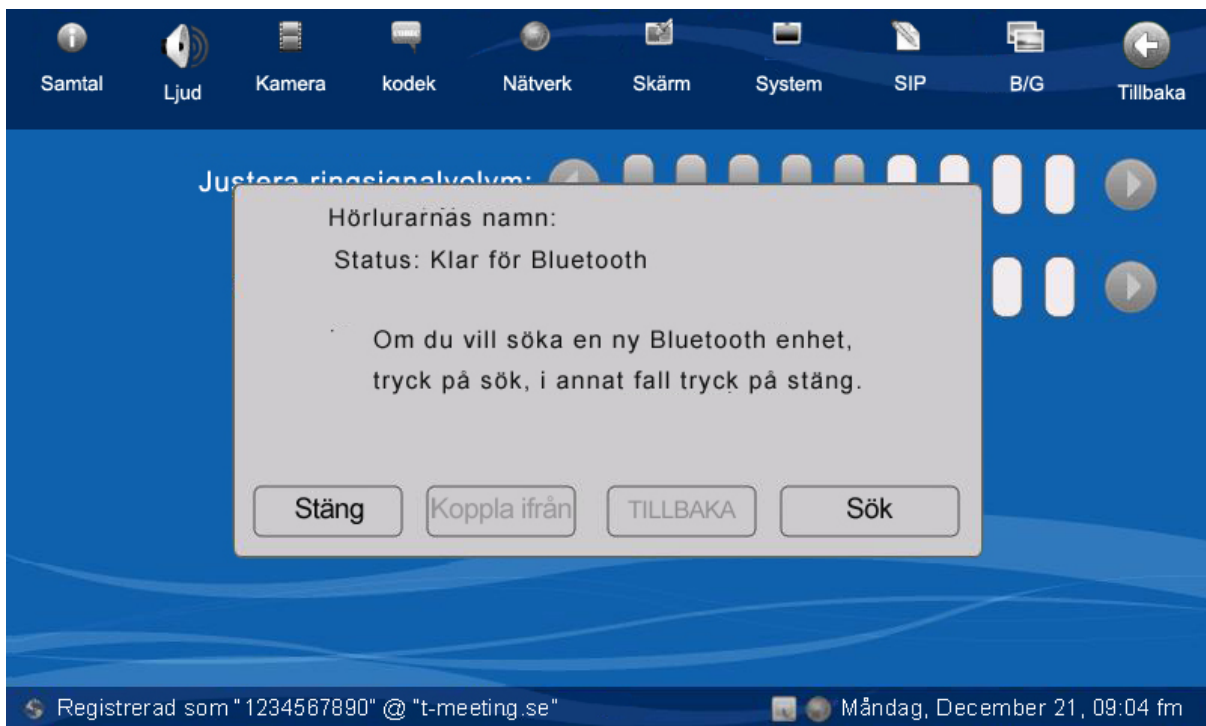 Samtal Ljud Kamera kodek Nätverk Skärm System SIP B/G Tillbaka
Justera ringsignalvolym:
Hörlurarnas namn:
Status: Klar för Bluetooth
Om du vill söka en ny Bluetooth enhet,
tryck på sök, i annat fall tryck på stäng.
Stäng Koppla ifrån TILLBAKA Sök
Registrerad som "1234567890" @ "t-meeting.se" Måndag, December 21, 09:04 fm